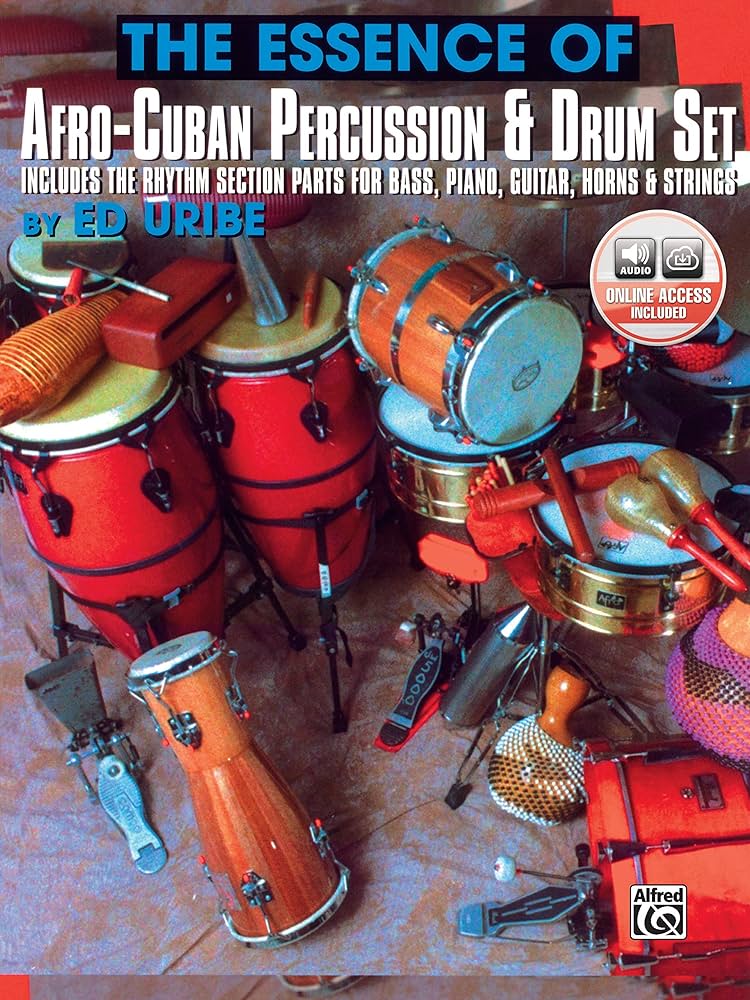 THE ESSENCE OF
AFRO-CUBAN PERCUSSION & DRUM SET
INCLUDES THE RHYTHM SECTION PARTS FOR BASS, PIANO, GUITAR, HORNS & STRINGS
BY ED URIBE
AUDIO
ONLINE ACCESS
INCLUDED
5000
Alfred